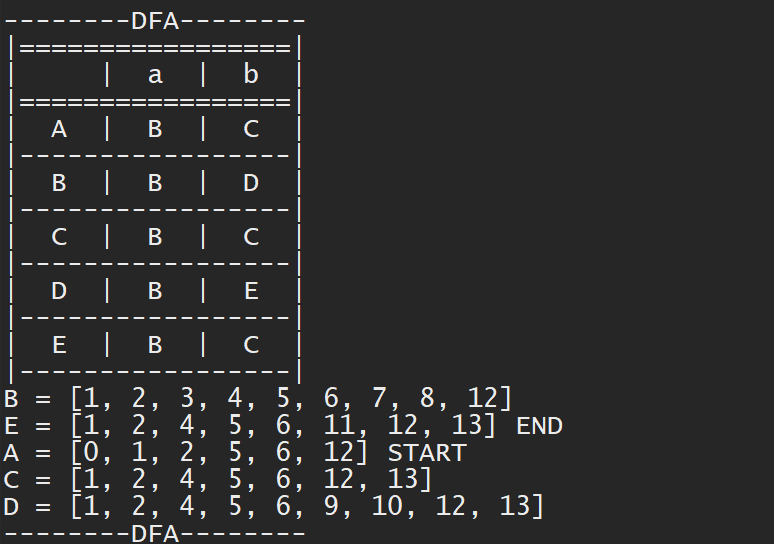 --------DFA--------
|=================|
|     |  a  |  b  |
|=================|
|  A  |  B  |  C  |
|-----------------|
|  B  |  B  |  D  |
|-----------------|
|  C  |  B  |  C  |
|-----------------|
|  D  |  B  |  E  |
|-----------------|
|  E  |  B  |  C  |
|-----------------|
B = [1, 2, 3, 4, 5, 6, 7, 8, 12]
E = [1, 2, 4, 5, 6, 11, 12, 13] END
A = [0, 1, 2, 5, 6, 12] START
C = [1, 2, 4, 5, 6, 12, 13]
D = [1, 2, 4, 5, 6, 9, 10, 12, 13]
--------DFA--------